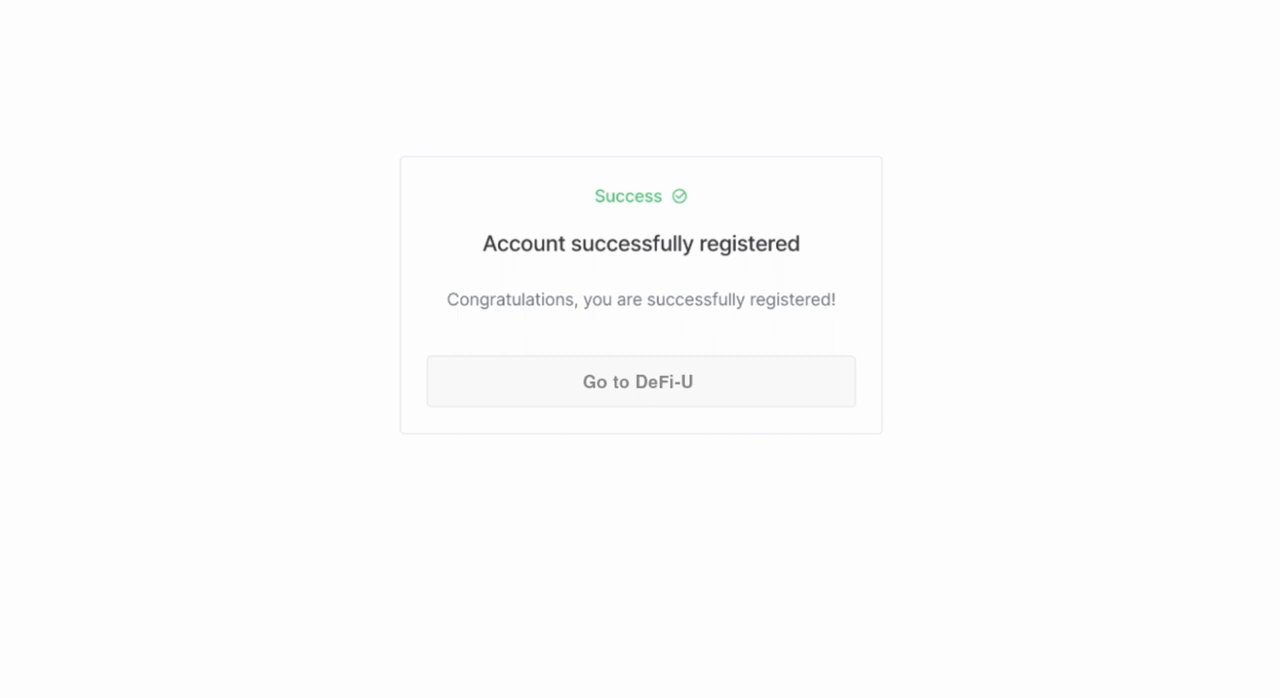 Success
Account successfully registered
Congratulations, you are successfully registered!
Go to DeFi-U